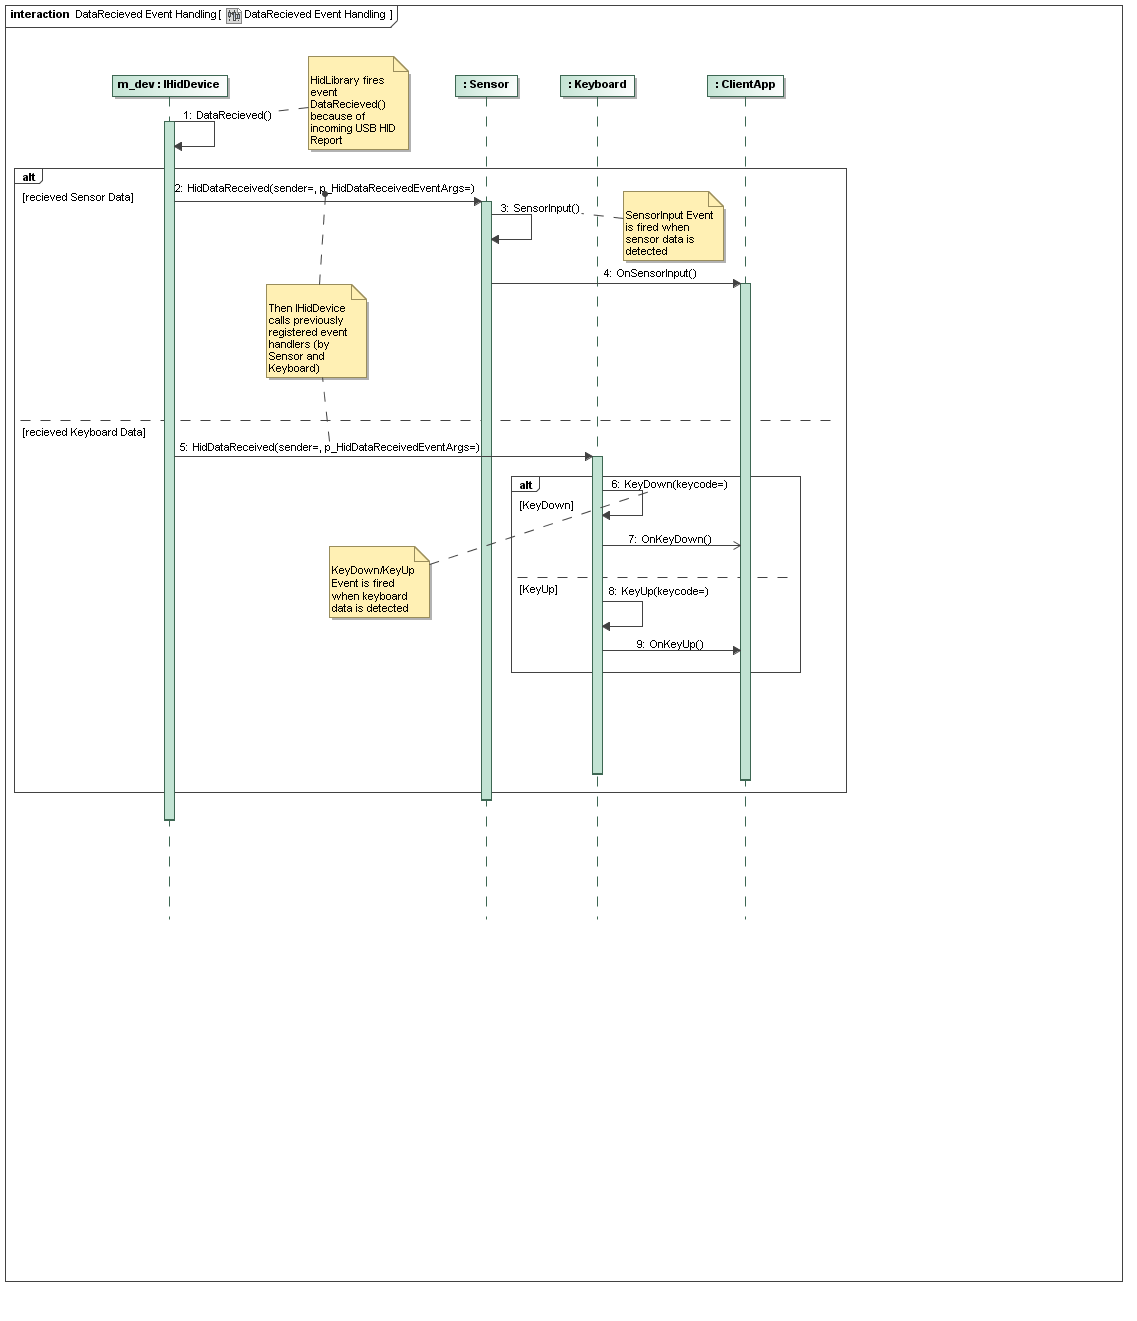 interaction DataRecieved Event Handling[ DataRecieved Event Handling ]
m_dev : IHidDevice
: Sensor
: Keyboard
: ClientApp
HidLibrary fires
event
DataRecieved()
because of
incoming USB HID
Report
1: DataRecieved()
alt
[recieved Sensor Data]
2: HidDataReceived(sender=, p_HidDataReceivedEventArgs=)
3: SensorInput()
SensorInput Event
is fired when
sensor data is
detected
4: OnSensorInput()
Then IHidDevice
calls previously
registered event
handlers (by
Sensor and
Keyboard)
[recieved Keyboard Data]
5: HidDataReceived(sender=, p_HidDataReceivedEventArgs=)
alt
6: KeyDown(keycode=)
[KeyDown]
7: OnKeyDown()
KeyDown/KeyUp
Event is fired
when keyboard
data is detected
[KeyUp]
8: KeyUp(keycode=)
9: OnKeyUp()